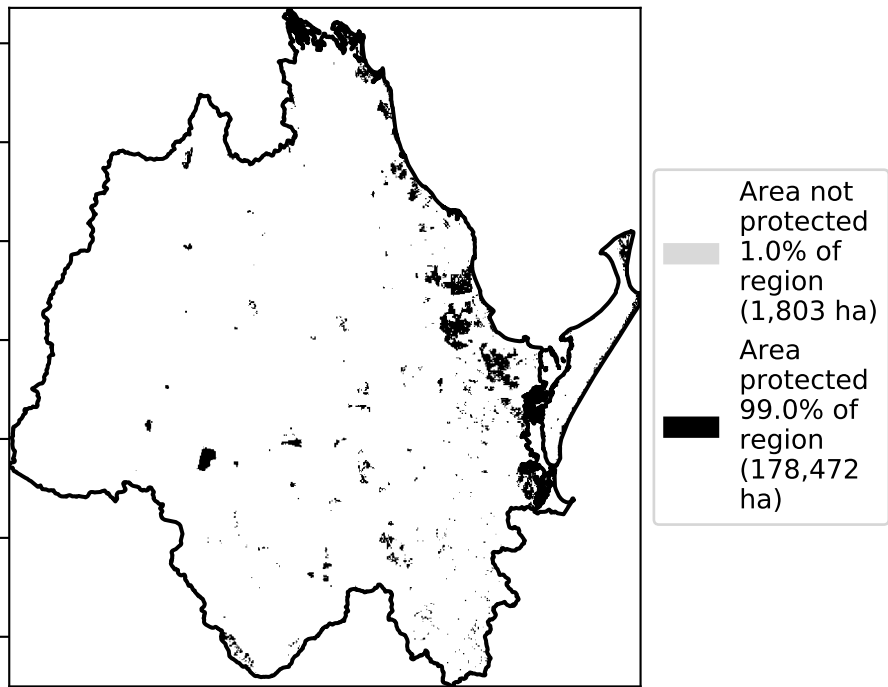 Area not
protected
1.0% of
region
(1,803 ha)
Area
protected
99.0% of
region
(178,472
ha)